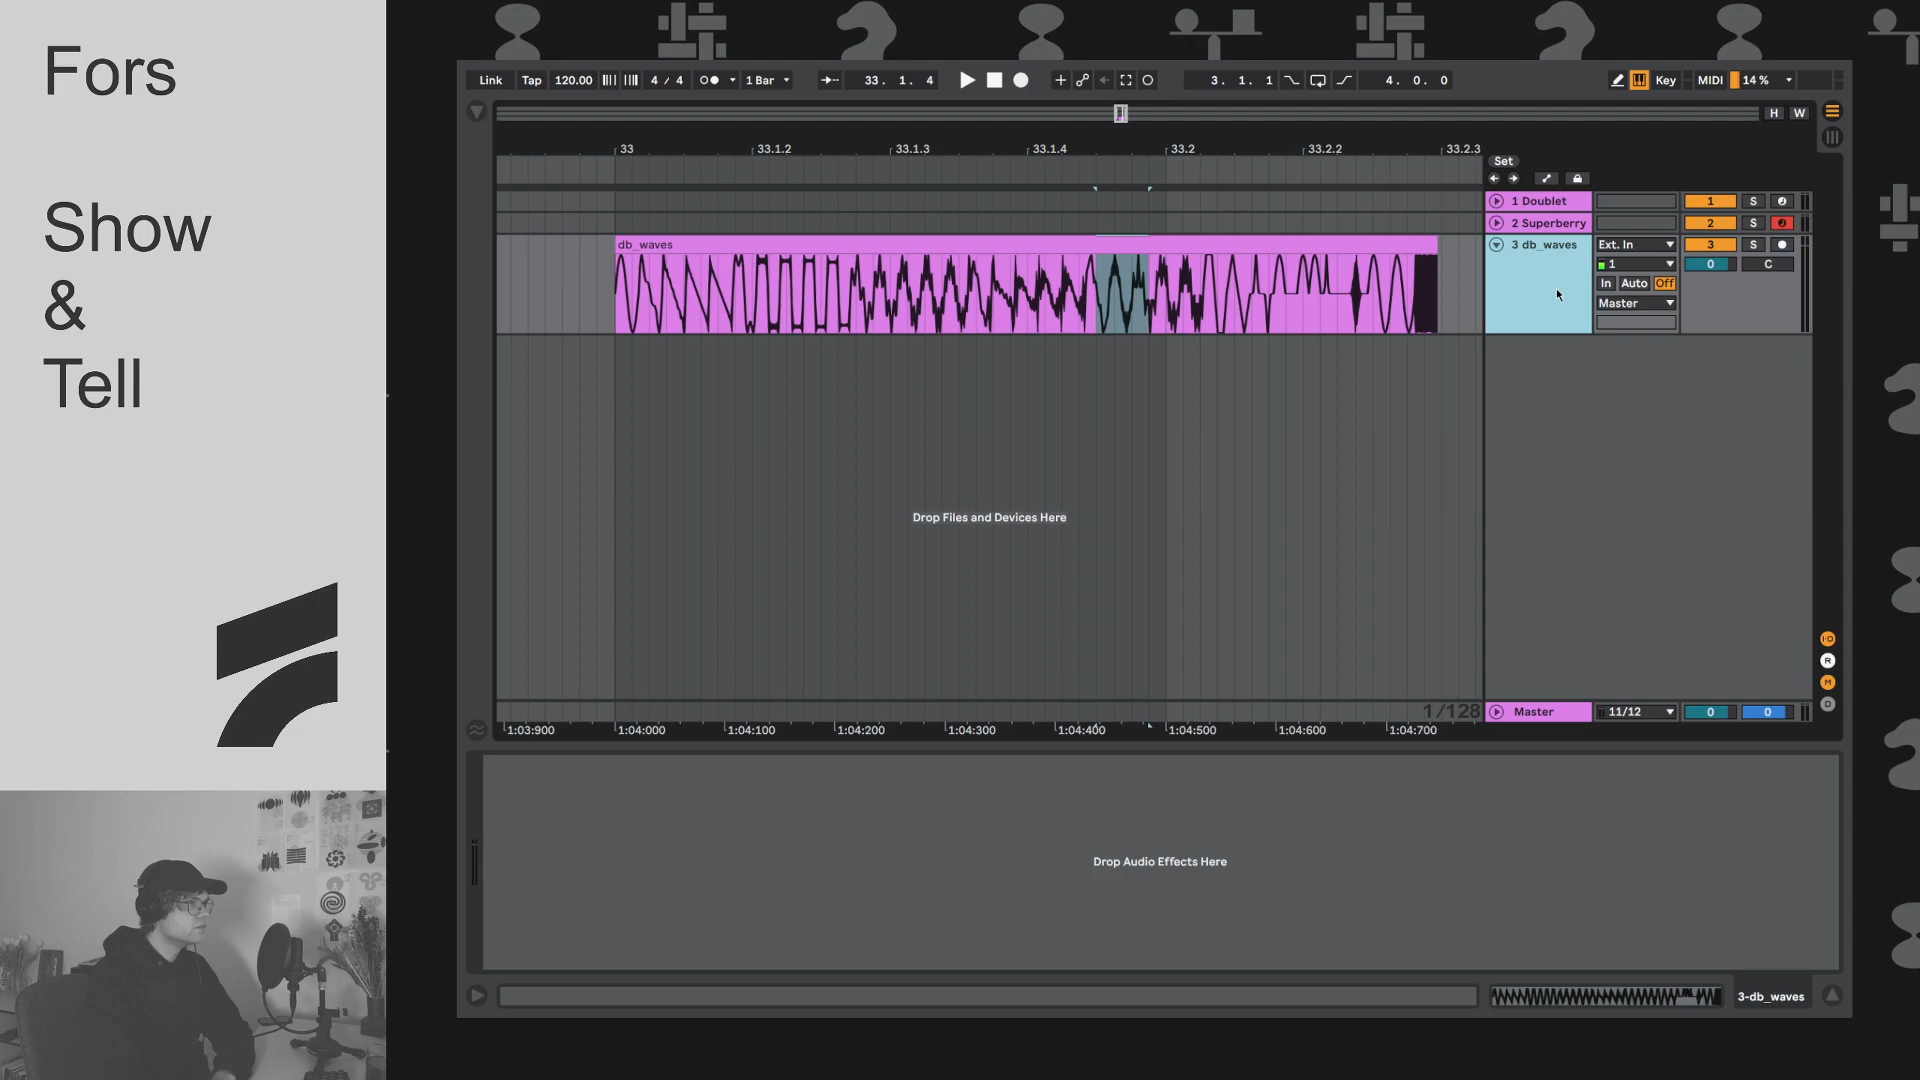 Fors
Show
&
Tell
Link Tap 120.00 4 / 4 1 Bar 33. 1. 4 3. 1. 1 4. 0. 0 Key MIDI 14 %
H W
33 33.1.2 33.1.3 33.1.4 33.2 33.2.2 33.2.3
Set
1 Doublet 1 S
2 Superberry 2 S
db_waves 3 db_waves Ext. In 3 S
1 0 C
In Auto Off
Master
Drop Files and Devices Here
R
M
D
1/128 Master 11/12 0 0
1:03:900 1:04:000 1:04:100 1:04:200 1:04:300 1:04:400 1:04:500 1:04:600 1:04:700
Drop Audio Effects Here
3-db_waves